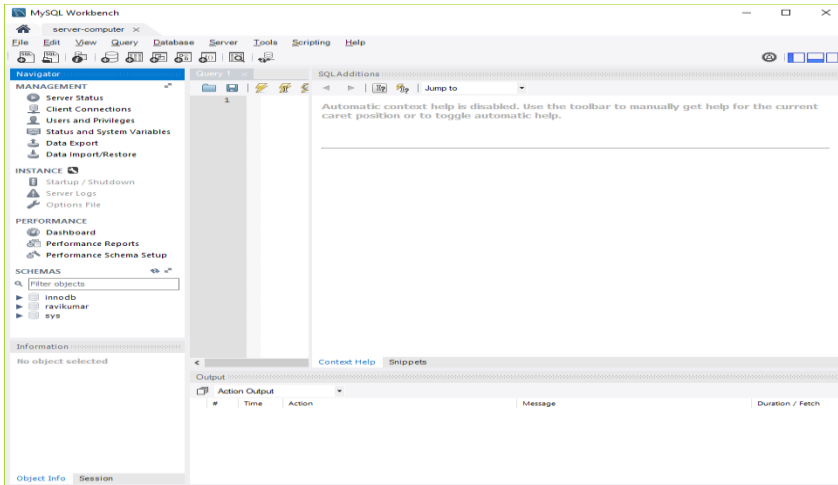 MySQL Workbench
server-computer ×
File Edit View Query Database Server Tools Scripting Help
Navigator
MANAGEMENT
Server Status
Client Connections
Users and Privileges
Status and System Variables
Data Export
Data Import/Restore
INSTANCE
Startup / Shutdown
Server Logs
Options File
PERFORMANCE
Dashboard
Performance Reports
Performance Schema Setup
SCHEMAS
Filter objects
innodb
ravikumar
sys
Information
No object selected
Object Info Session
Query 1 ×
1
SQLAdditions
Jump to
Automatic context help is disabled. Use the toolbar to manually get help for the current
caret position or to toggle automatic help.
Context Help Snippets
Output
Action Output
# Time Action Message Duration / Fetch